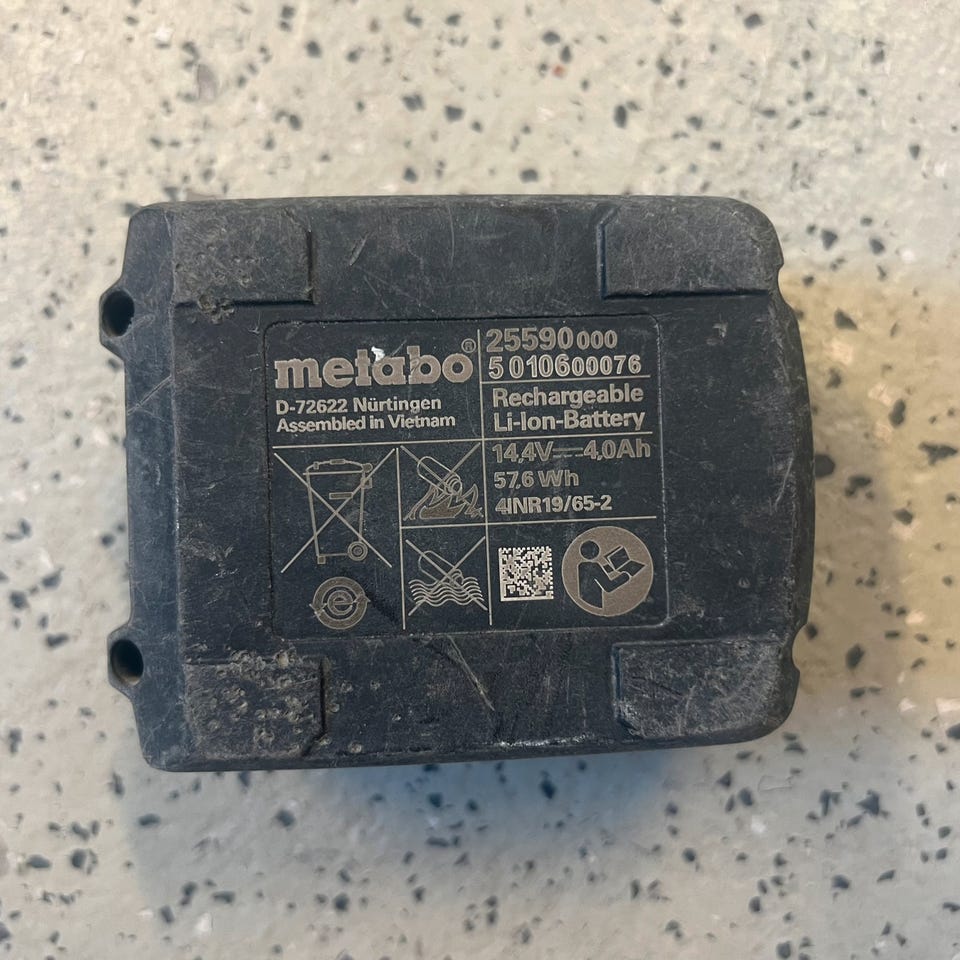 metabo®
D-72622 Nürtingen
Assembled in Vietnam
25590 000
5 010600076
Rechargeable
Li-Ion-Battery
14,4V⎓4,0Ah
57,6 Wh
4INR19/65-2